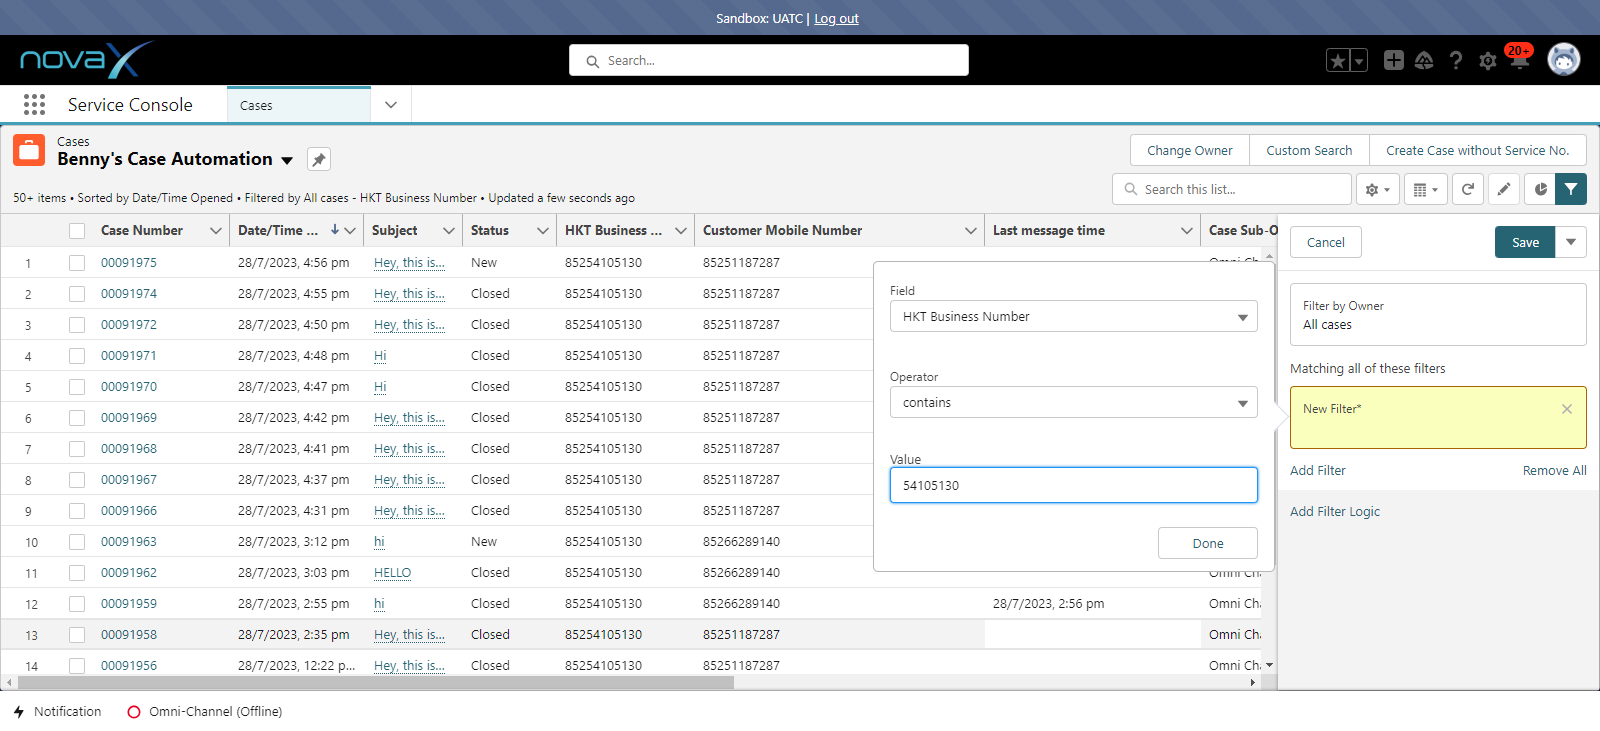 Sandbox: UATC | Log out
novaX
Search...
20+
Service Console
Cases
Cases
Benny's Case Automation
Change Owner
Custom Search
Create Case without Service No.
50+ items • Sorted by Date/Time Opened • Filtered by All cases - HKT Business Number • Updated a few seconds ago
Search this list...
Case Number Date/Time ... Subject Status HKT Business ... Customer Mobile Number Last message time Case Sub-O
1 00091975 28/7/2023, 4:56 pm Hey, this is... New 85254105130 85251187287
2 00091974 28/7/2023, 4:55 pm Hey, this is... Closed 85254105130 85251187287
3 00091972 28/7/2023, 4:50 pm Hey, this is... Closed 85254105130 85251187287
4 00091971 28/7/2023, 4:48 pm Hi Closed 85254105130 85251187287
5 00091970 28/7/2023, 4:47 pm Hi Closed 85254105130 85251187287
6 00091969 28/7/2023, 4:42 pm Hey, this is... Closed 85254105130 85251187287
7 00091968 28/7/2023, 4:41 pm Hey, this is... Closed 85254105130 85251187287
8 00091967 28/7/2023, 4:37 pm Hey, this is... Closed 85254105130 85251187287
9 00091966 28/7/2023, 4:31 pm Hey, this is... Closed 85254105130 85251187287
10 00091963 28/7/2023, 3:12 pm hi New 85254105130 85266289140
11 00091962 28/7/2023, 3:03 pm HELLO Closed 85254105130 85266289140
12 00091959 28/7/2023, 2:55 pm hi Closed 85254105130 85266289140 28/7/2023, 2:56 pm Omni Cha
13 00091958 28/7/2023, 2:35 pm Hey, this is... Closed 85254105130 85251187287 Omni Cha
14 00091956 28/7/2023, 12:22 p... Hey, this is... Closed 85254105130 85251187287 Omni Cha
Field
HKT Business Number
Operator
contains
Value
54105130
Done
Cancel
Save
Filter by Owner
All cases
Matching all of these filters
New Filter*
Add Filter
Remove All
Add Filter Logic
Notification
Omni-Channel (Offline)